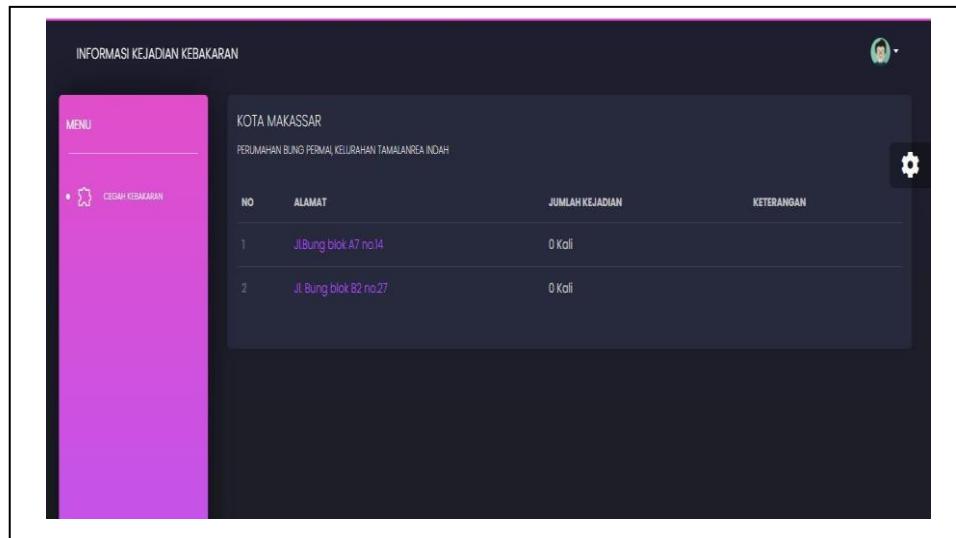 INFORMASI KEJADIAN KEBAKARAN
MENU
CEGAH KEBAKARAN
KOTA MAKASSAR
PERUMAHAN BUNG PERMAI, KELURAHAN TAMALANREA INDAH
NO ALAMAT JUMLAH KEJADIAN KETERANGAN
1 Jl.Bung blok A7 no.14 0 Kali
2 Jl. Bung blok B2 no.27 0 Kali